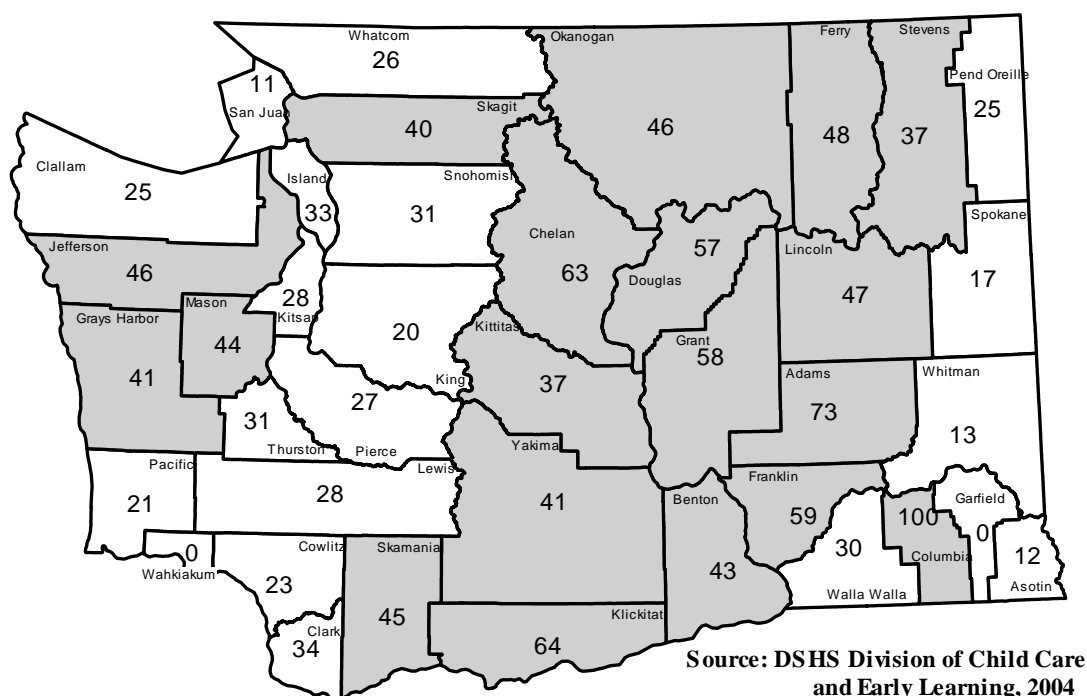 Whatcom
26
Okanogan
46
Ferry
48
Stevens
37
Pend Oreille
25
11
San Juan
Skagit
40
Clallam
25
Island
33
Snohomis
31
Chelan
63
57
Douglas
Lincoln
47
Spokane
17
Jefferson
46
28
Kitsap
Mason
44
Grays Harbor
41
20
King
Kittitas
37
Grant
58
Adams
73
Whitman
13
27
Pierce
31
Thurston
Yakima
41
Lewis
28
Pacific
21
0
Wahkiakum
Cowlitz
23
Skamania
45
Clark
34
Klickitat
64
Benton
43
Franklin
59
30
Walla Walla
100
Columbia
Garfield
0
12
Asotin
Source: DSHS Division of Child Care
and Early Learning, 2004